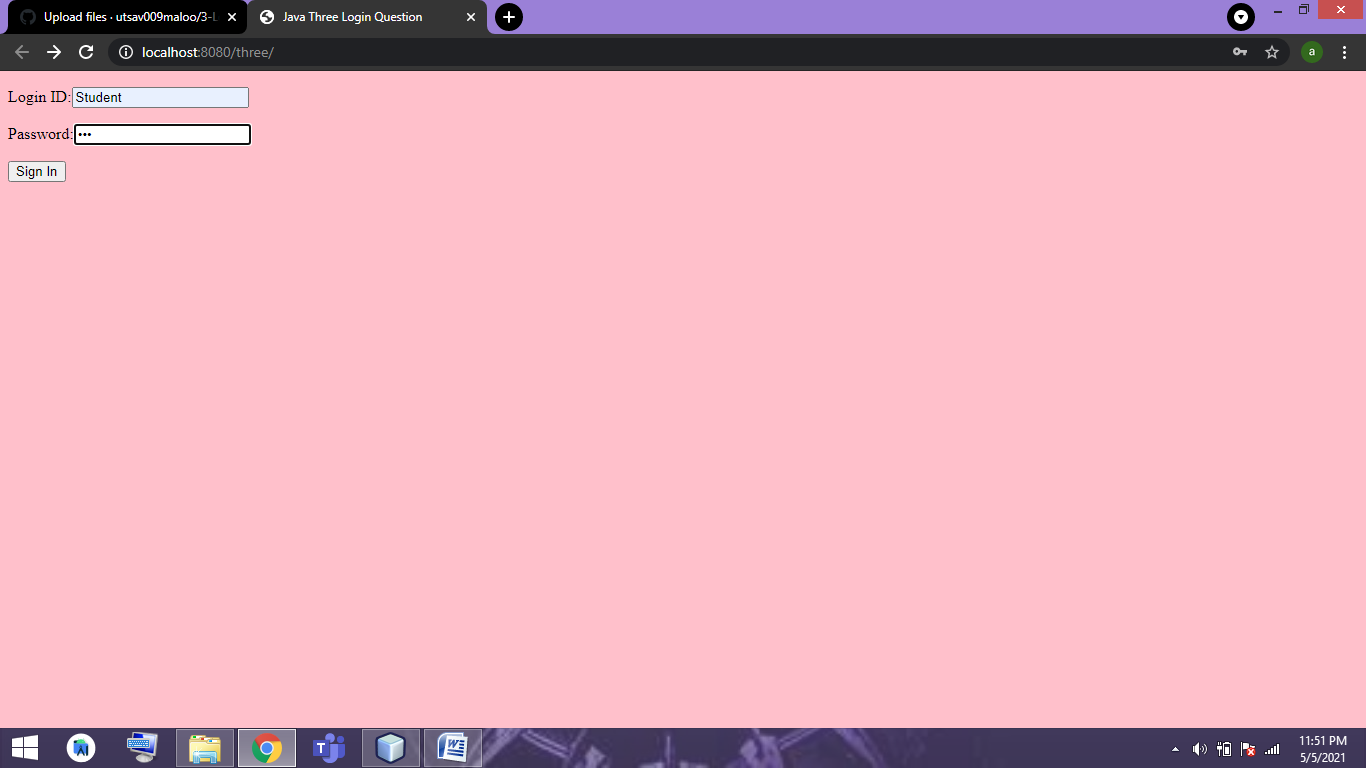 Upload files · utsav009maloo/3-L
Java Three Login Question
localhost:8080/three/
a
Login ID: Student
Password: •••
Sign In
11:51 PM
5/5/2021